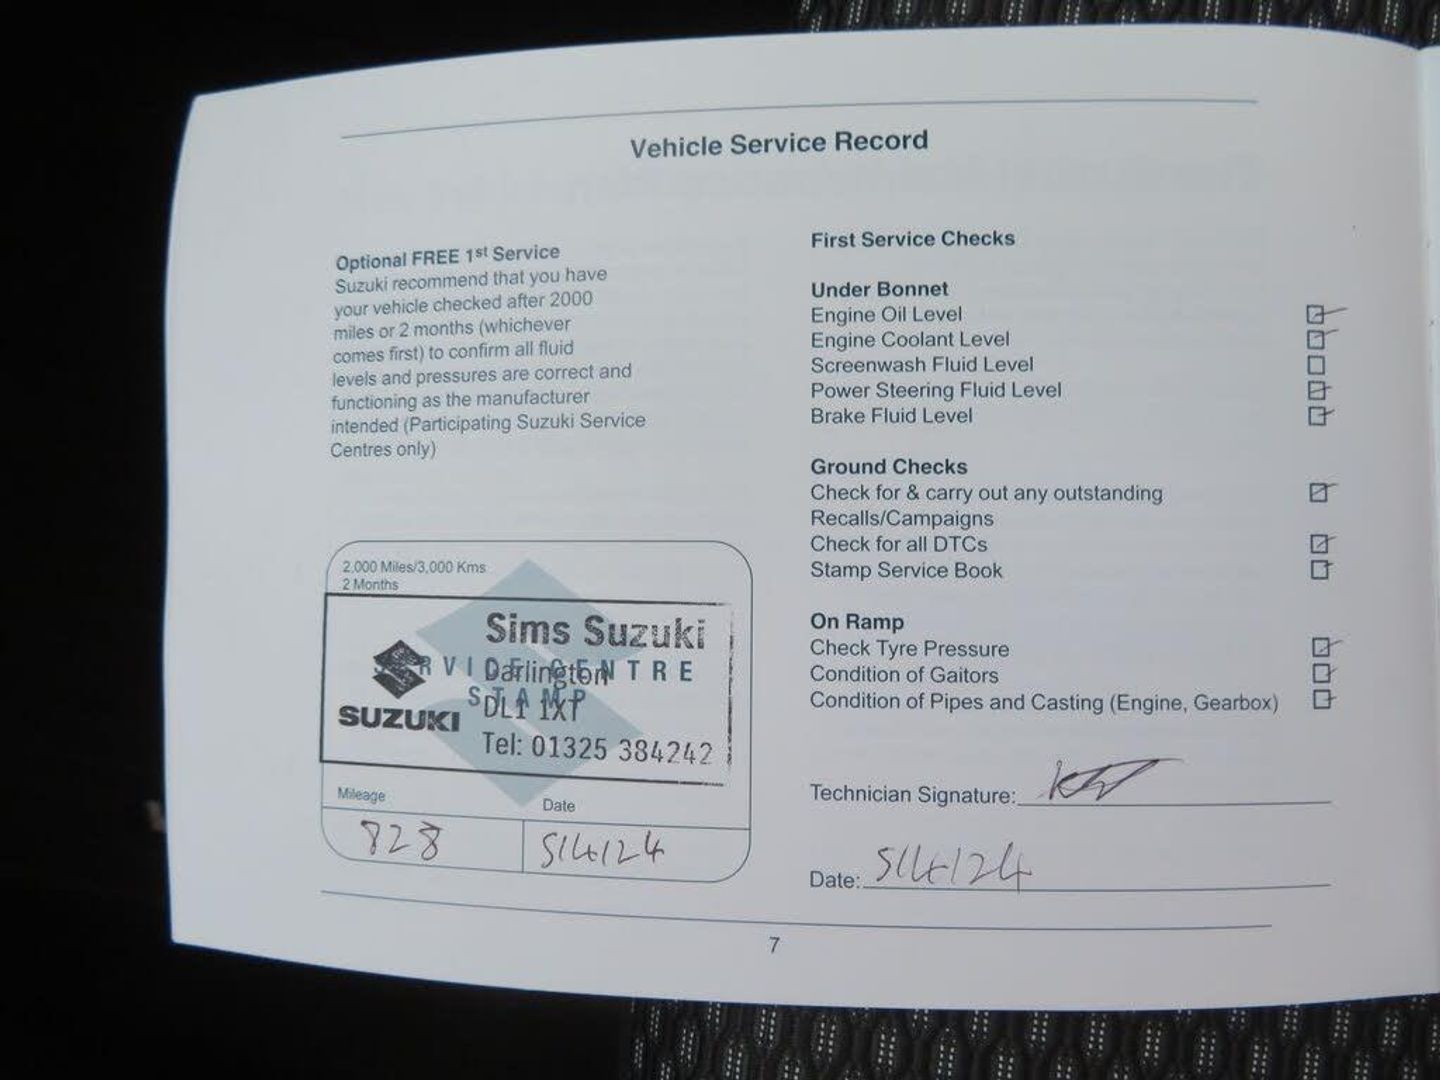 Vehicle Service Record
Optional FREE 1st Service
Suzuki recommend that you have
your vehicle checked after 2000
miles or 2 months (whichever
comes first) to confirm all fluid
levels and pressures are correct and
functioning as the manufacturer
intended (Participating Suzuki Service
Centres only)
2,000 Miles/3,000 Kms
2 Months
SERVICE CENTRE
STAMP
Sims Suzuki
Darlington
DL1 1XT
Tel: 01325 384242
SUZUKI
Mileage
Date
828
5/4/24
First Service Checks
Under Bonnet
Engine Oil Level
Engine Coolant Level
Screenwash Fluid Level
Power Steering Fluid Level
Brake Fluid Level
Ground Checks
Check for & carry out any outstanding
Recalls/Campaigns
Check for all DTCs
Stamp Service Book
On Ramp
Check Tyre Pressure
Condition of Gaitors
Condition of Pipes and Casting (Engine, Gearbox)
Technician Signature:
Date: 5/4/24
7